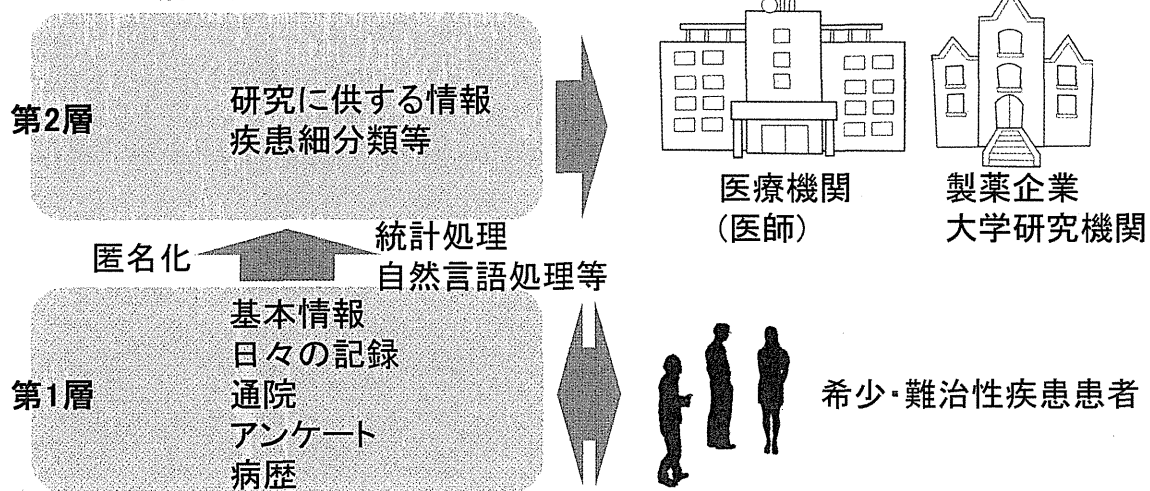 第2層
研究に供する情報
疾患細分類等
医療機関
(医師)
製薬企業
大学研究機関
匿名化
統計処理
自然言語処理等
第1層
基本情報
日々の記録
通院
アンケート
病歴
希少・難治性疾患患者